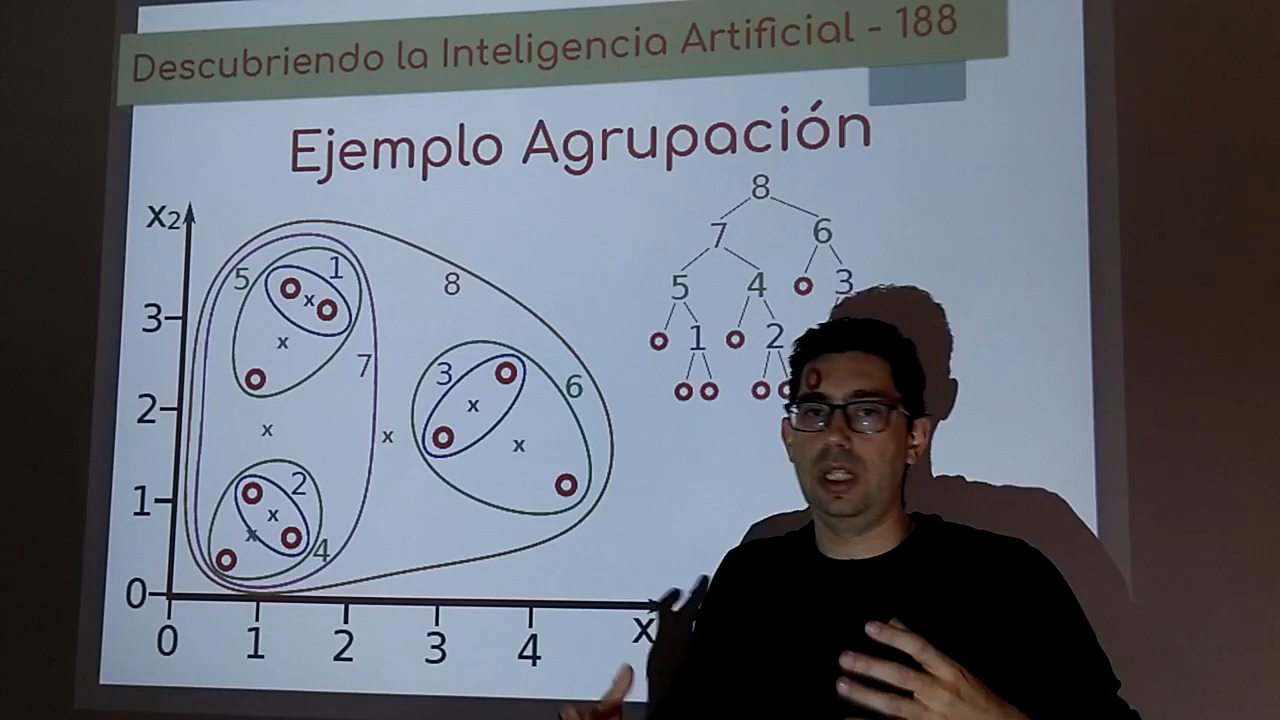 Descubriendo la Inteligencia Artificial - 188
Ejemplo Agrupación
x2
3
2
1
0
0 1 2 3 4 x
5 1 8
7
3 6
2
4
8
7 6
5 4 3
1 2